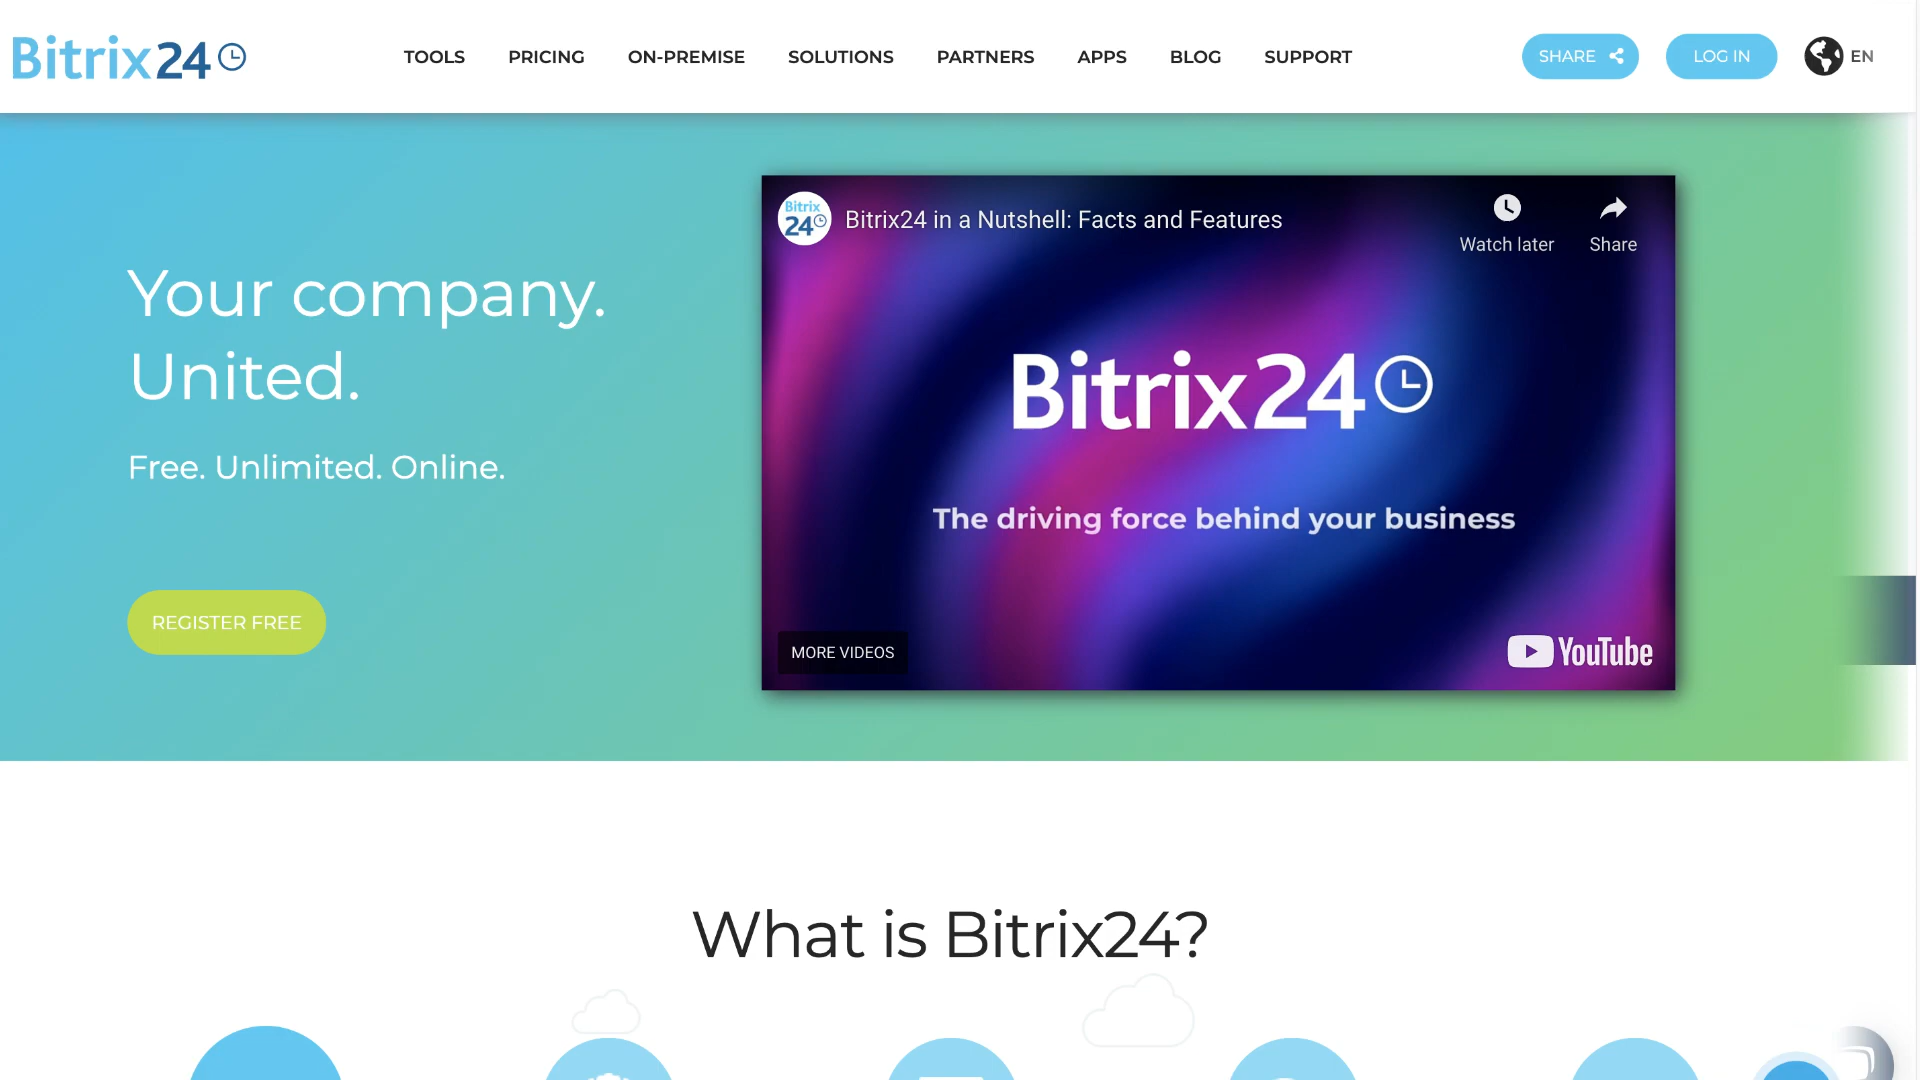 Bitrix24
TOOLS PRICING ON-PREMISE SOLUTIONS PARTNERS APPS BLOG SUPPORT
SHARE LOG IN EN
Your company.
United.
Free. Unlimited. Online.
REGISTER FREE
Bitrix
24
Bitrix24 in a Nutshell: Facts and Features
Watch later
Share
Bitrix24
The driving force behind your business
MORE VIDEOS
YouTube
What is Bitrix24?